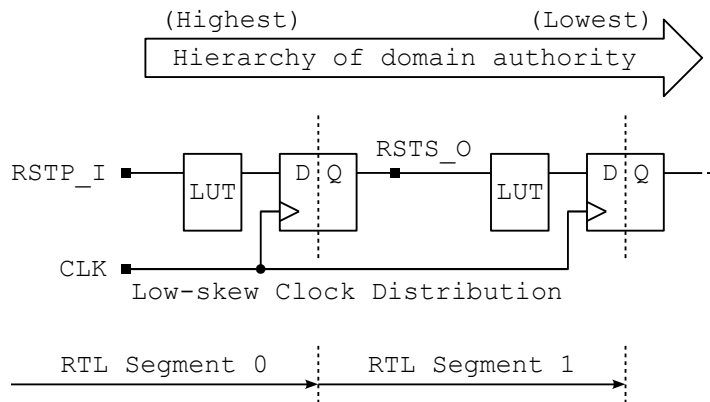 (Highest) (Lowest)
Hierarchy of domain authority
RSTS_O
RSTP_I LUT D Q LUT D Q
CLK
Low-skew Clock Distribution
RTL Segment 0 RTL Segment 1